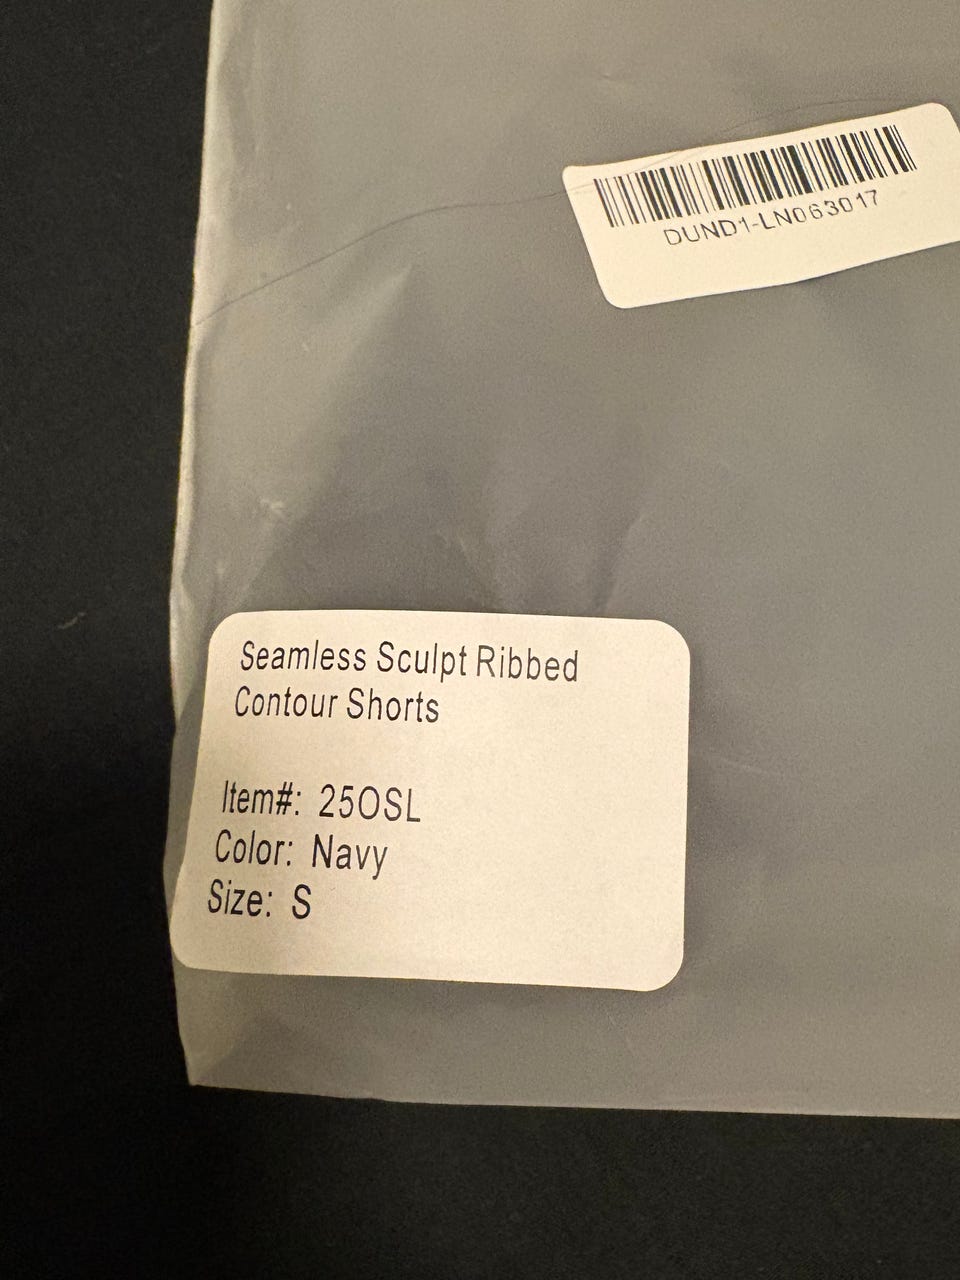 DUND1-LN063017
Seamless Sculpt Ribbed
Contour Shorts
Item#: 25OSL
Color: Navy
Size: S